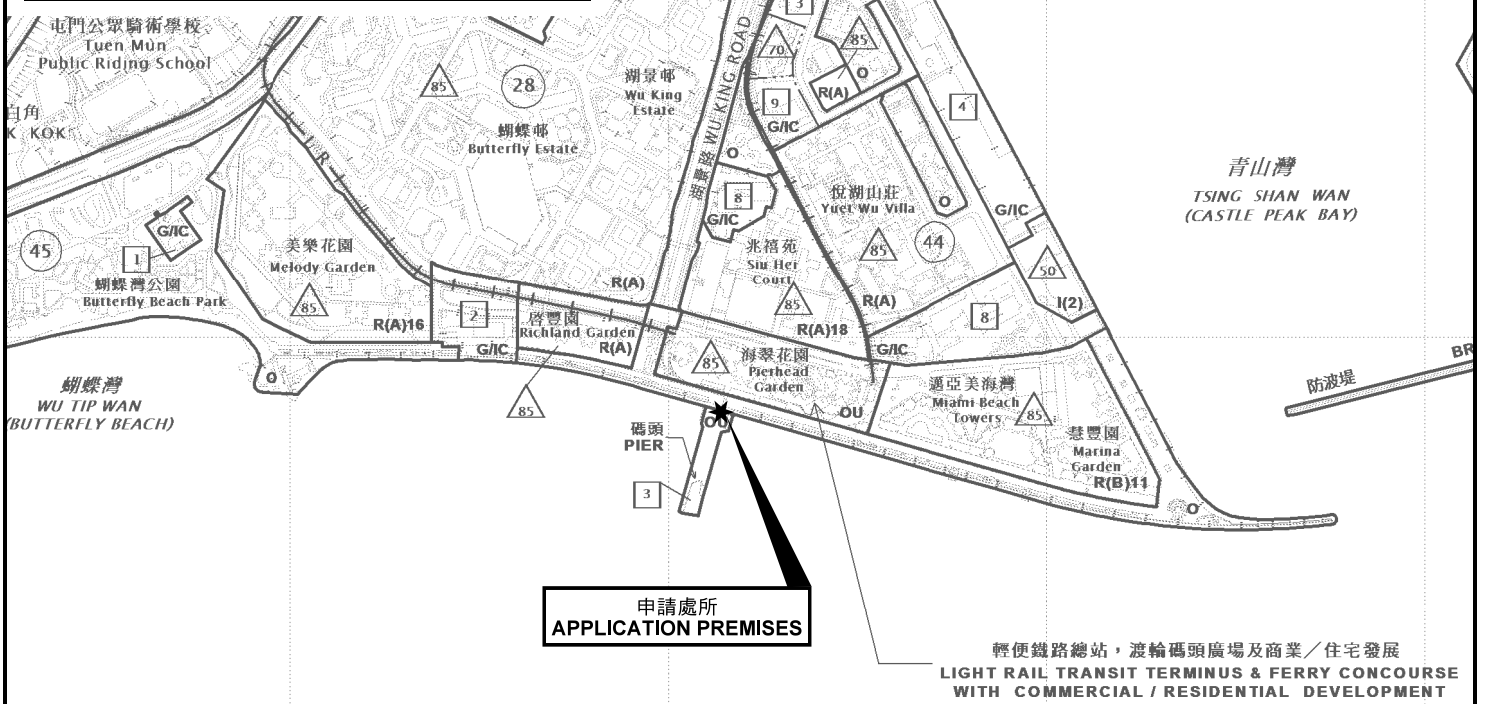 屯門公眾騎術學校
Tuen Mun
Public Riding School
白角
K KOK
85
28
蝴蝶邨
Butterfly Estate
湖景邨
Wu King
Estate
湖景路 WU KING ROAD
3
70
85
O
R(A)
9
G/IC
4
O
8
G/IC
悅湖山莊
Yuet Wu Villa
O
G/IC
85
44
青山灣
TSING SHAN WAN
(CASTLE PEAK BAY)
R
45
G/IC
1
蝴蝶灣公園
Butterfly Beach Park
美樂花園
Melody Garden
85
R(A)16
2
G/IC
啓豐園
Richland Garden
R(A)
85
R(A)
兆禧苑
Siu Hei
Court
85
R(A)18
R(A)
50
I(2)
8
G/IC
85
海翠花園
Pierhead
Garden
OU
邁亞美海灣
Miami Beach
Towers
85
慧豐園
Marina
Garden
R(B)11
O
防波堤
BR
O
蝴蝶灣
WU TIP WAN
(BUTTERFLY BEACH)
碼頭
PIER
OU
3
申請處所
APPLICATION PREMISES
輕便鐵路總站，渡輪碼頭廣場及商業／住宅發展
LIGHT RAIL TRANSIT TERMINUS & FERRY CONCOURSE
WITH COMMERCIAL / RESIDENTIAL DEVELOPMENT